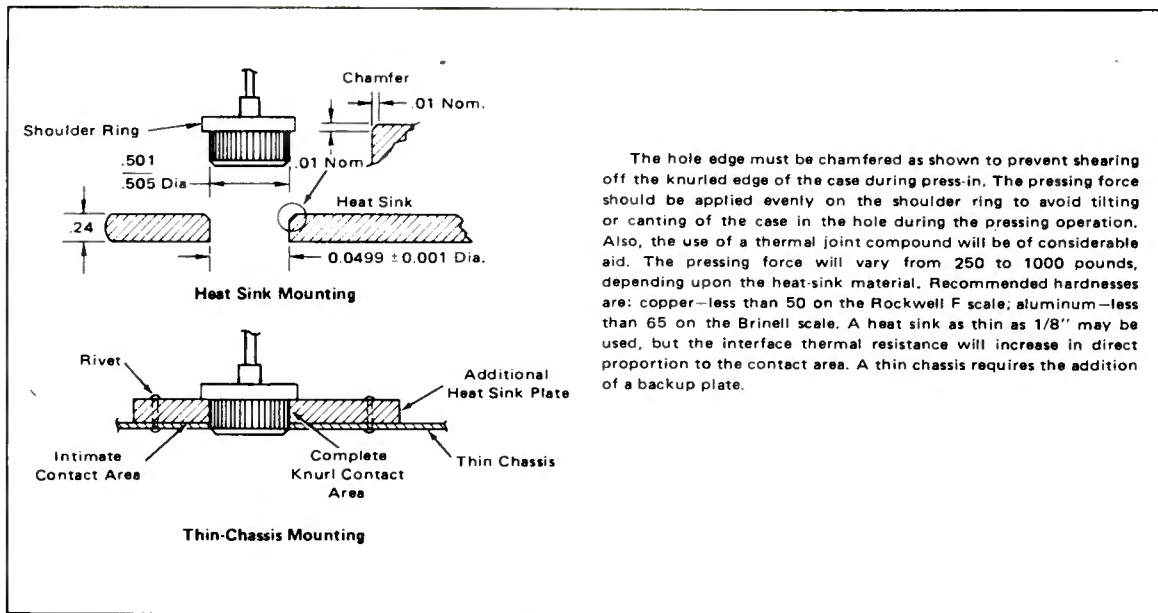 Chamfer
.01 Nom.
Shoulder Ring
.01 Nom
.501
.505 Dia
Heat Sink
.24
0.0499 ±0.001 Dia.
Heat Sink Mounting
Rivet
Additional
Heat Sink Plate
Intimate
Contact Area
Complete
Knurl Contact
Area
Thin Chassis
Thin-Chassis Mounting
The hole edge must be chamfered as shown to prevent shearing
off the knurled edge of the case during press-in. The pressing force
should be applied evenly on the shoulder ring to avoid tilting
or canting of the case in the hole during the pressing operation.
Also, the use of a thermal joint compound will be of considerable
aid. The pressing force will vary from 250 to 1000 pounds,
depending upon the heat-sink material. Recommended hardnesses
are: copper—less than 50 on the Rockwell F scale; aluminum—less
than 65 on the Brinell scale. A heat sink as thin as 1/8" may be
used, but the interface thermal resistance will increase in direct
proportion to the contact area. A thin chassis requires the addition
of a backup plate.